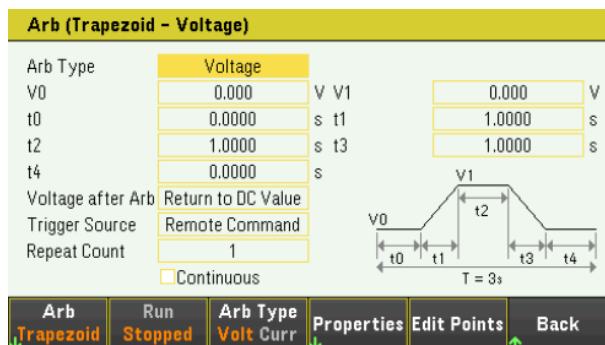 Arb (Trapezoid - Voltage)
Arb Type Voltage
V0 0.000 V V1 0.000 V
t0 0.0000 s t1 1.0000 s
t2 1.0000 s t3 1.0000 s
t4 0.0000 s
Voltage after Arb Return to DC Value
Trigger Source Remote Command
Repeat Count 1
Continuous
V1
V0
t2
t0 t1 t3 t4
T = 3s
Arb Run Arb Type Properties Edit Points Back
Trapezoid Stopped Volt Curr